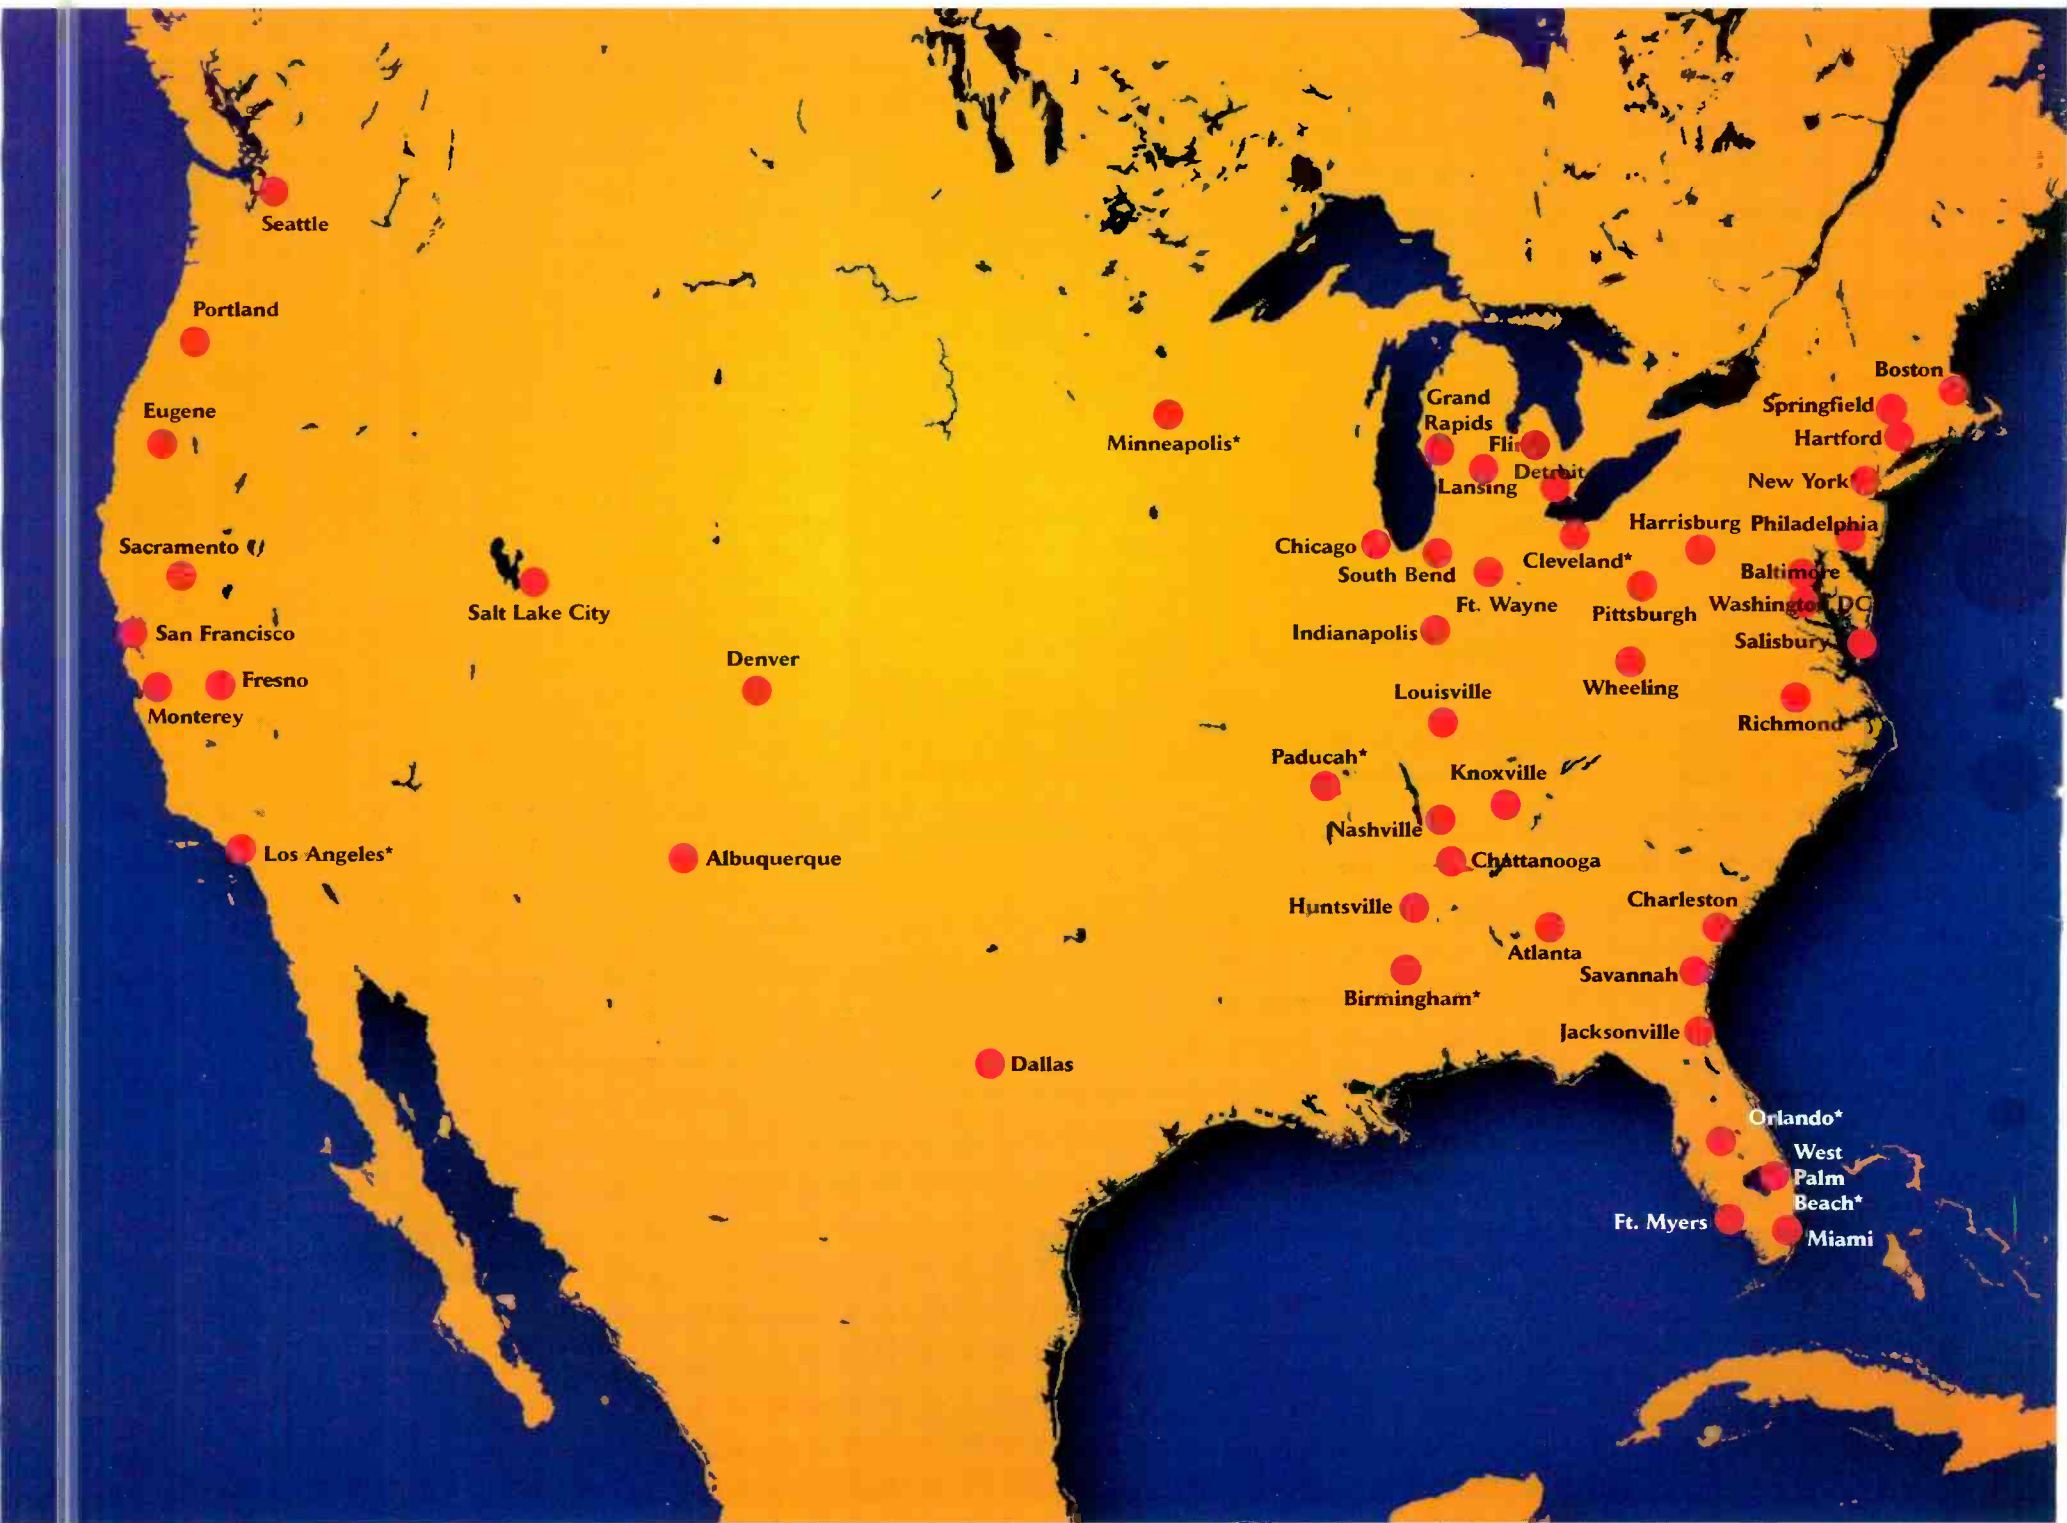 Seattle
Portland
Eugene
Sacramento
San Francisco
Fresno
Monterey
Los Angeles*
Salt Lake City
Denver
Albuquerque
Dallas
Minneapolis*
Grand
Rapids
Flint
Lansing
Detroit
Chicago
South Bend
Ft. Wayne
Cleveland*
Indianapolis
Louisville
Paducah*
Knoxville
Nashville
Chattanooga
Huntsville
Birmingham*
Atlanta
Boston
Springfield
Hartford
New York
Harrisburg
Philadelphia
Pittsburgh
Baltimore
Washington DC
Salisbury
Wheeling
Richmond
Charleston
Savannah
Jacksonville
Orlando*
West
Palm
Beach*
Ft. Myers
Miami